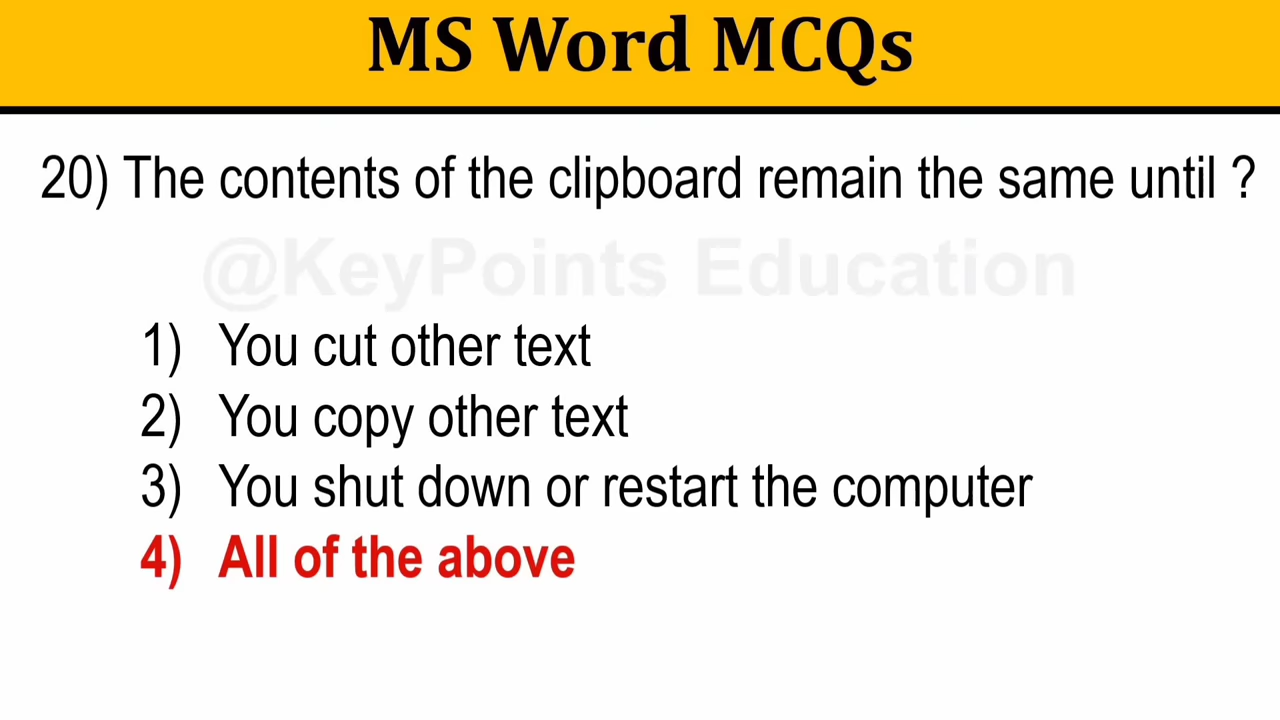 MS Word MCQs
20) The contents of the clipboard remain the same until ?
@KeyPoints Education
1) You cut other text
2) You copy other text
3) You shut down or restart the computer
4) All of the above